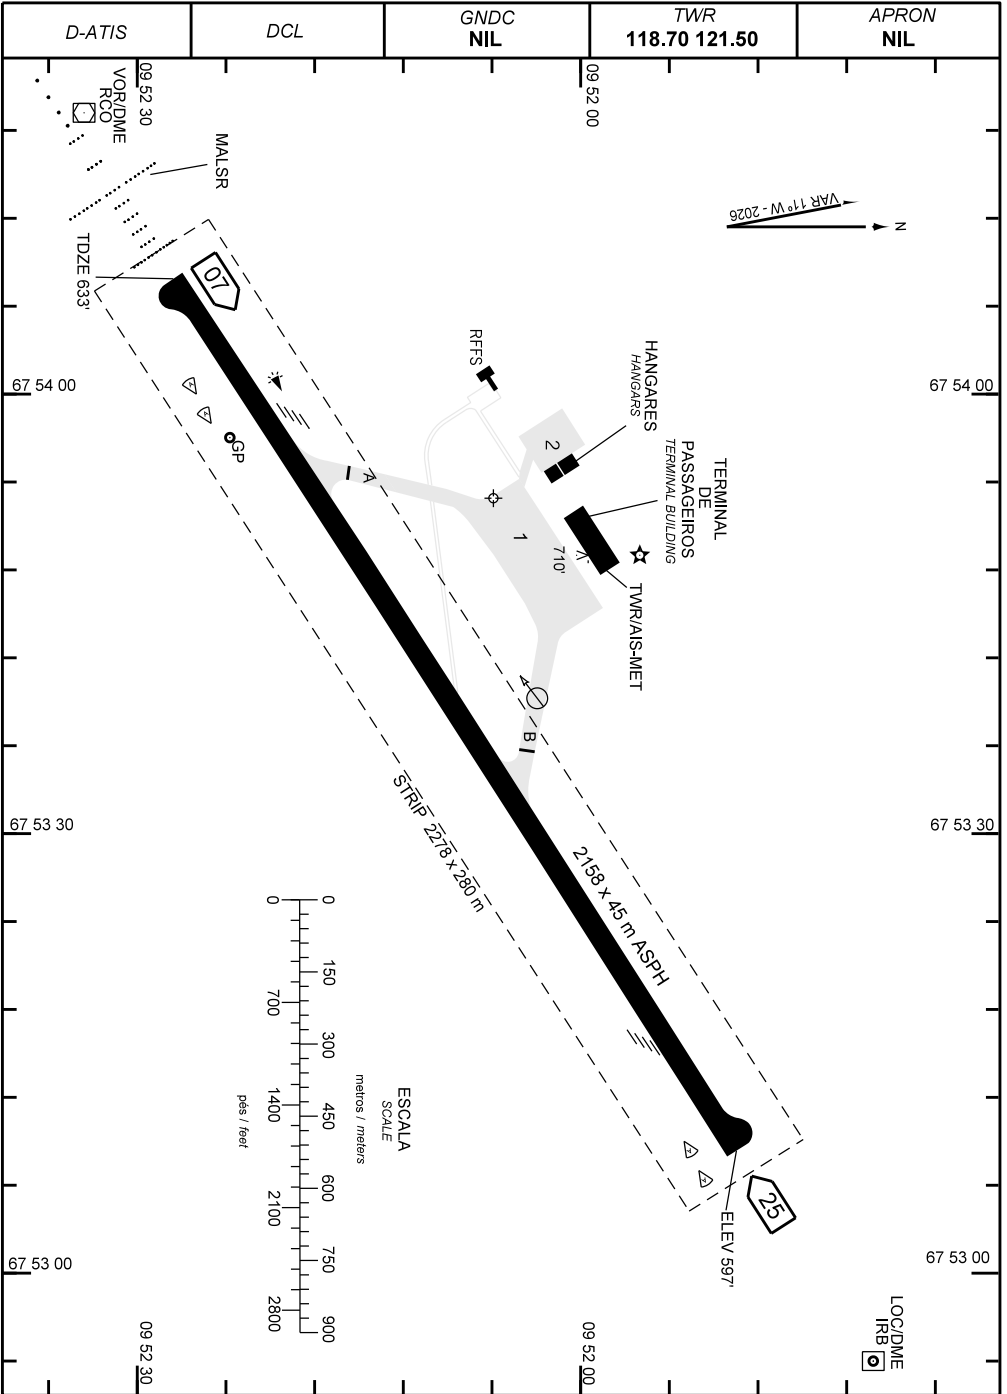 D-ATIS
DCL
GNDC
NIL
TWR
118.70 121.50
APRON
NIL
09 52 30
09 52 00
VOR/DME
RCO
MALSR
VAR 11° W - 2026
N
TDZE 633'
07
RFFS
HANGARES
HANGARS
TERMINAL
DE
PASSAGEIROS
TERMINAL BUILDING
67 54 00
67 54 00
GP
A
2
1
710'
TWR/AIS-MET
B
STRIP 2278 x 280 m
67 53 30
67 53 30
2158 x 45 m ASPH
ESCALA
SCALE
metros / meters
0 150 300 450 600 750 900
0 700 1400 2100 2800
pés / feet
25
ELEV 597'
67 53 00
67 53 00
LOC/DME
IRB
09 52 30
09 52 00